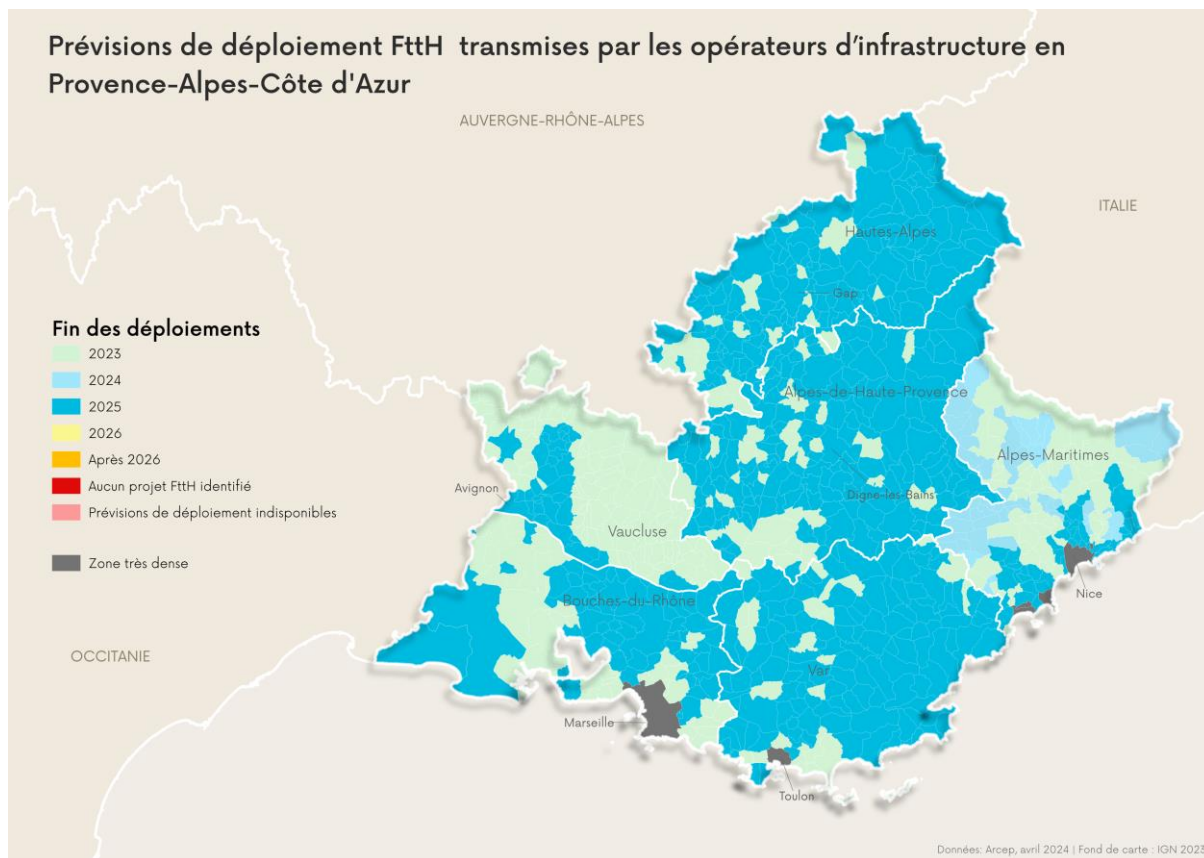 Prévisions de déploiement FttH transmises par les opérateurs d'infrastructure en
Provence-Alpes-Côte d'Azur
AUVERGNE-RHÔNE-ALPES
ITALIE
Hautes-Alpes
Gap
Fin des déploiements
2023
2024
2025
2026
Après 2026
Aucun projet FttH identifié
Prévisions de déploiement indisponibles
Zone très dense
Alpes-de-Haute-Provence
Alpes-Maritimes
Avignon
Digne-les-Bains
Vaucluse
Nice
Bouches-du-Rhône
OCCITANIE
Var
Marseille
Toulon
Données: Arcep, avril 2024 | Fond de carte : IGN 2023